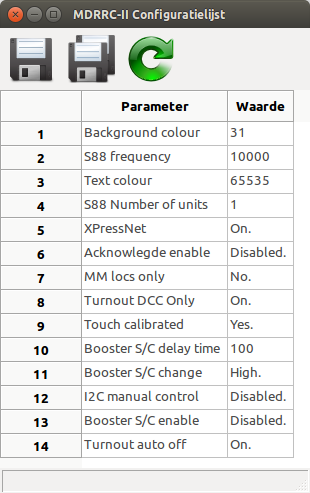 MDRRC-II Configuratielijst
Parameter Waarde
1 Background colour 31
2 S88 frequency 10000
3 Text colour 65535
4 S88 Number of units 1
5 XPressNet On.
6 Acknowlegde enable Disabled.
7 MM locs only No.
8 Turnout DCC Only On.
9 Touch calibrated Yes.
10 Booster S/C delay time 100
11 Booster S/C change High.
12 I2C manual control Disabled.
13 Booster S/C enable Disabled.
14 Turnout auto off On.